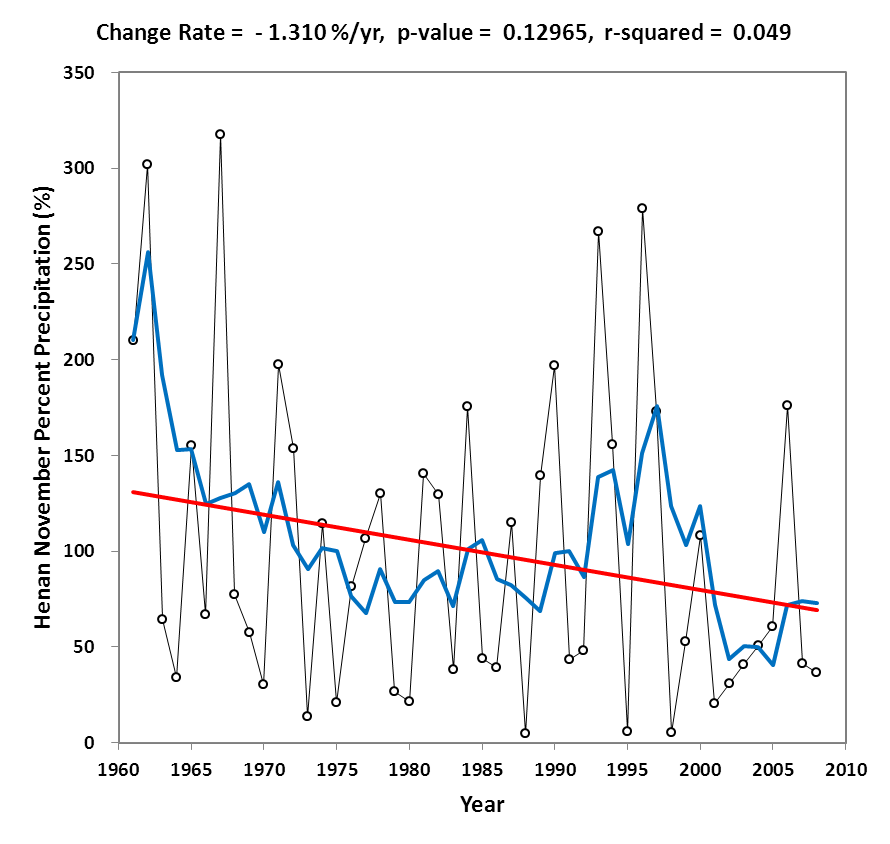 Change Rate = - 1.310 %/yr, p-value = 0.12965, r-squared = 0.049
Henan November Percent Precipitation (%)
350
300
250
200
150
100
50
0
1960 1965 1970 1975 1980 1985 1990 1995 2000 2005 2010
Year